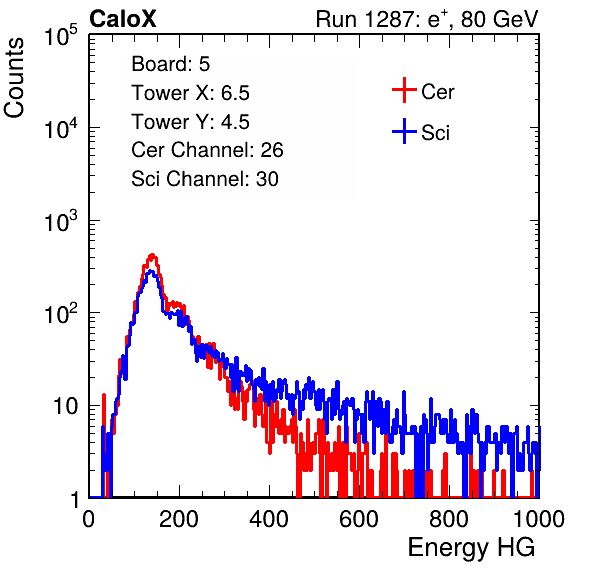 CaloX Run 1287: e⁺, 80 GeV
Counts
10⁵
10⁴
10³
10²
10
1
Board: 5
Tower X: 6.5
Tower Y: 4.5
Cer Channel: 26
Sci Channel: 30
Cer
Sci
0 200 400 600 800 1000
Energy HG